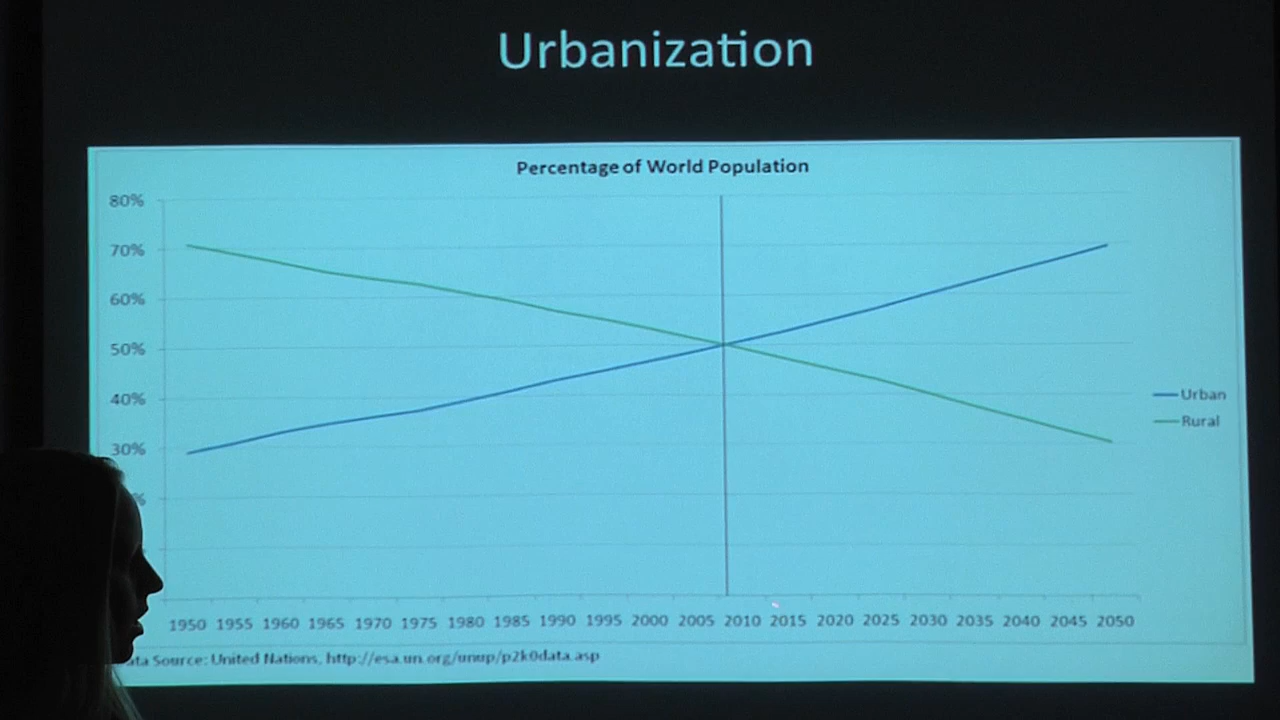 Urbanization
Percentage of World Population
80%
70%
60%
50%
40%
30%
%
Urban
Rural
1950 1955 1960 1965 1970 1975 1980 1985 1990 1995 2000 2005 2010 2015 2020 2025 2030 2035 2040 2045 2050
ata Source: United Nations, http://esa.un.org/unup/p2k0data.asp